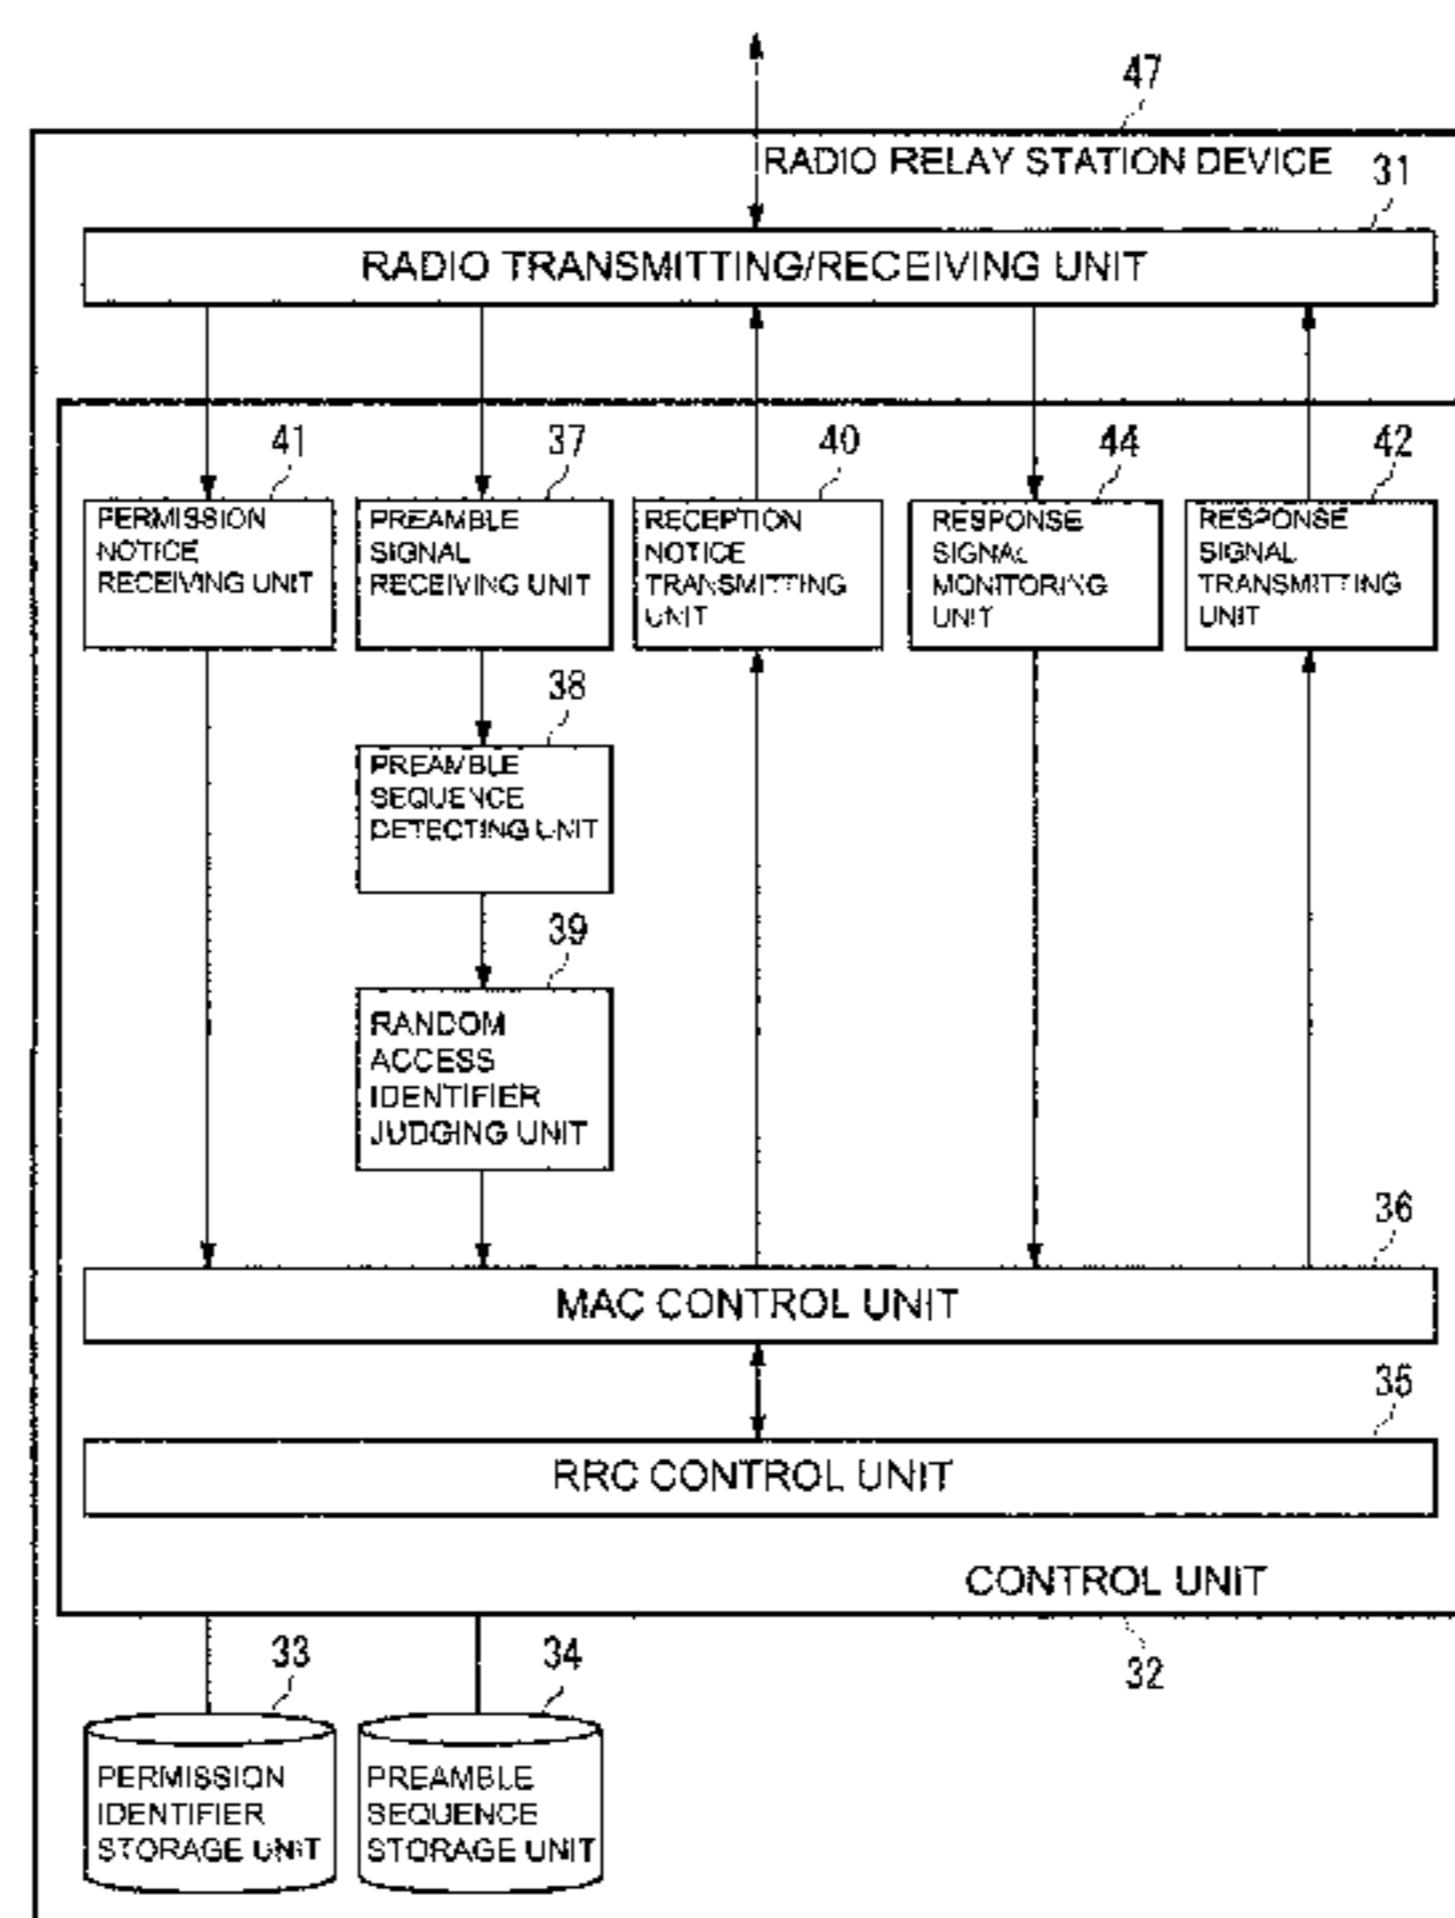 47
RADIO RELAY STATION DEVICE
31
RADIO TRANSMITTING/RECEIVING UNIT
41
PERMISSION
NOTICE
RECEIVING UNIT
37
PREAMBLE
SIGNAL
RECEIVING UNIT
40
RECEPTION
NOTICE
TRANSMITTING
UNIT
44
RESPONSE
SIGNAL
MONITORING
UNIT
42
RESPONSE
SIGNAL
TRANSMITTING
UNIT
38
PREAMBLE
SEQUENCE
DETECTING UNIT
39
RANDOM
ACCESS
IDENTIFIER
JUDGING UNIT
36
MAC CONTROL UNIT
35
RRC CONTROL UNIT
CONTROL UNIT
32
33
PERMISSION
IDENTIFIER
STORAGE UNIT
34
PREAMBLE
SEQUENCE
STORAGE UNIT